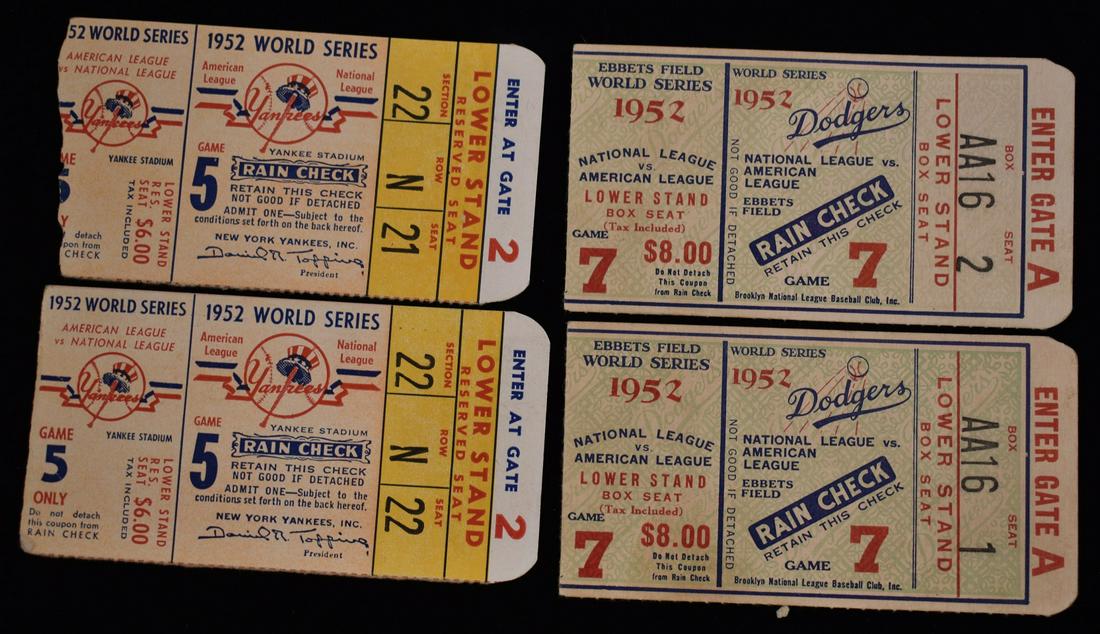 52 WORLD SERIES
AMERICAN LEAGUE
vs NATIONAL LEAGUE
Yankees
YANKEE STADIUM
LOWER STAND
RES. SEAT $6.00
TAX INCLUDED
detach
CHECK
1952 WORLD SERIES
American League
National League
Yankees
YANKEE STADIUM
GAME
5
RAIN CHECK
RETAIN THIS CHECK
NOT GOOD IF DETACHED
ADMIT ONE—Subject to the
conditions set forth on the back hereof.
NEW YORK YANKEES, INC.
Daniel R. Topping
President
22 N 21
SECTION ROW SEAT
LOWER STAND
RESERVED SEAT
ENTER AT GATE 2
1952 WORLD SERIES
AMERICAN LEAGUE
vs NATIONAL LEAGUE
Yankees
YANKEE STADIUM
GAME
5
ONLY
Do not detach
this coupon from
RAIN CHECK
LOWER STAND
RES. SEAT $6.00
TAX INCLUDED
1952 WORLD SERIES
American League
National League
Yankees
YANKEE STADIUM
GAME
5
RAIN CHECK
RETAIN THIS CHECK
NOT GOOD IF DETACHED
ADMIT ONE—Subject to the
conditions set forth on the back hereof.
NEW YORK YANKEES, INC.
Daniel R. Topping
President
22 N 22
SECTION ROW SEAT
LOWER STAND
RESERVED SEAT
ENTER AT GATE 2
EBBETS FIELD
WORLD SERIES
1952
NATIONAL LEAGUE
VS.
AMERICAN LEAGUE
LOWER STAND
BOX SEAT
(Tax Included)
GAME
7
$8.00
Do Not Detach
This Coupon
from Rain Check
WORLD SERIES
1952
Dodgers
NOT GOOD IF DETACHED
NATIONAL LEAGUE VS.
AMERICAN
LEAGUE
EBBETS
FIELD
RAIN CHECK
RETAIN THIS CHECK
GAME 7
Brooklyn National League Baseball Club, Inc.
LOWER STAND
BOX SEAT
AA16 2
BOX SEAT
ENTER GATE A
EBBETS FIELD
WORLD SERIES
1952
NATIONAL LEAGUE
VS.
AMERICAN LEAGUE
LOWER STAND
BOX SEAT
(Tax Included)
GAME
7
$8.00
Do Not Detach
This Coupon
from Rain Check
WORLD SERIES
1952
Dodgers
NOT GOOD IF DETACHED
NATIONAL LEAGUE VS.
AMERICAN
LEAGUE
EBBETS
FIELD
RAIN CHECK
RETAIN THIS CHECK
GAME 7
Brooklyn National League Baseball Club, Inc.
LOWER STAND
BOX SEAT
AA16 1
BOX SEAT
ENTER GATE A